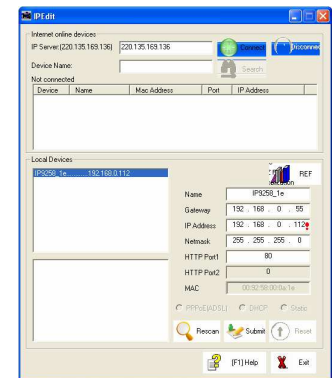 IPEdit
Internet online devices
IP Server:(220.135.169.136) 220.135.169.136 Connect Disconnec
Device Name: Search
Not connected
Device Name Mac Address Port IP Address
Local Devices
IP9258_1e...........192.168.0.112
REF
Name IP9258_1e
Gateway 192 . 168 . 0 . 55
IP Address 192 . 168 . 0 . 112
Netmask 255 . 255 . 255 . 0
HTTP Port1 80
HTTP Port2 0
MAC 00:92:58:00:0a:1e
PPPoE(ADSL) DHCP Static
Rescan Submit Reset
(F1) Help Exit